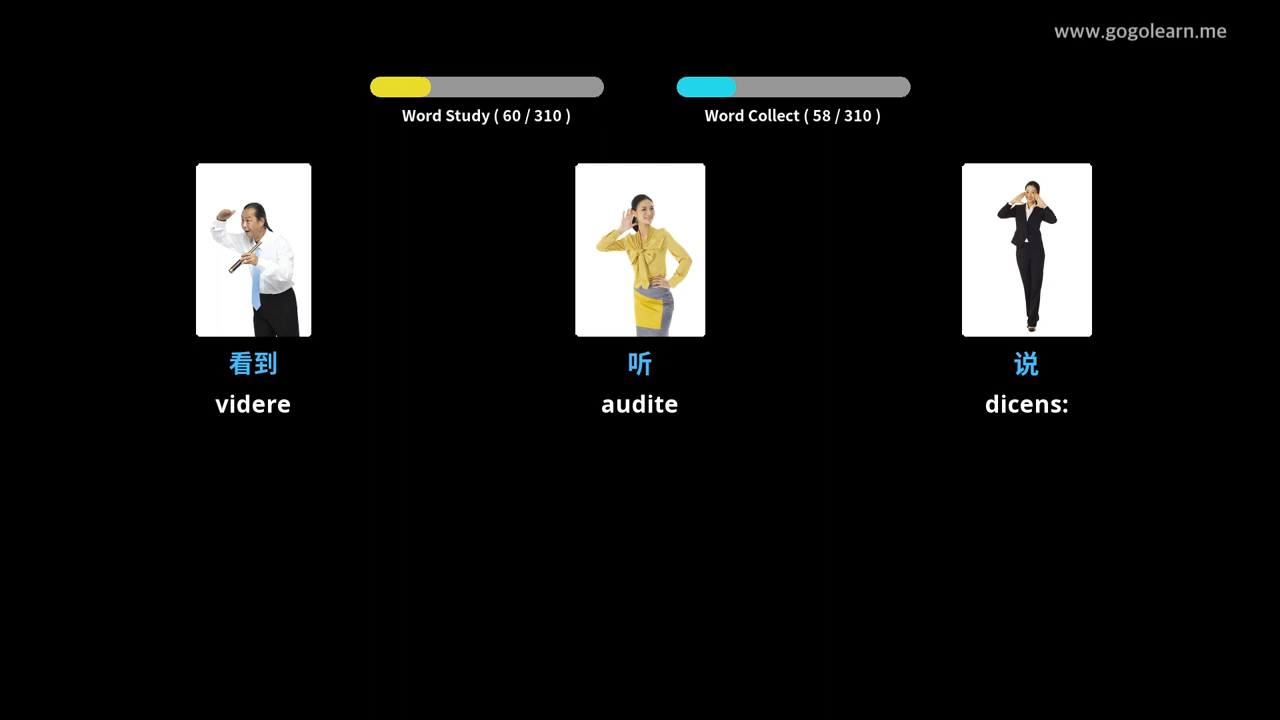 www.gogolearn.me
Word Study ( 60 / 310 )
Word Collect ( 58 / 310 )
看到
听
说
videre
audite
dicens: